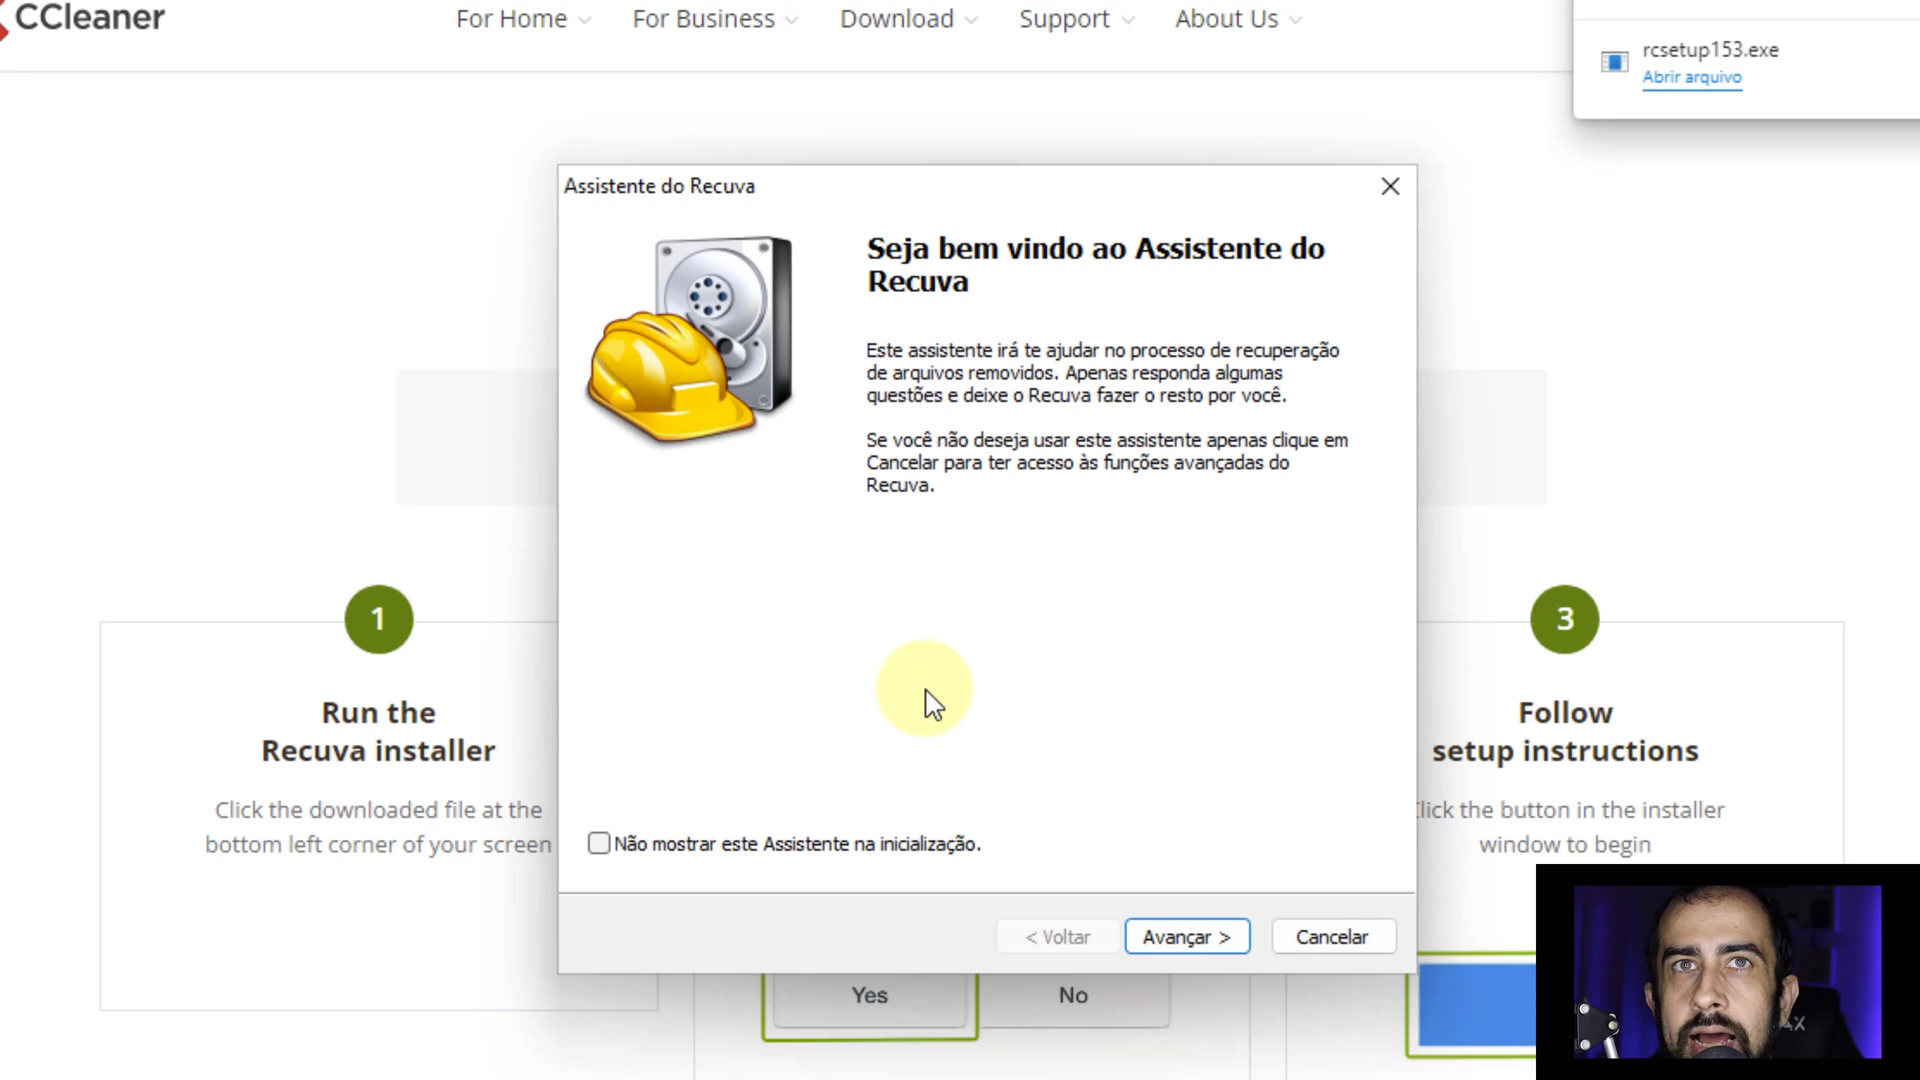 CCleaner
For Home
For Business
Download
Support
About Us
rcsetup153.exe
Abrir arquivo
Assistente do Recuva
Seja bem vindo ao Assistente do
Recuva
Este assistente irá te ajudar no processo de recuperação
de arquivos removidos. Apenas responda algumas
questões e deixe o Recuva fazer o resto por você.
Se você não deseja usar este assistente apenas clique em
Cancelar para ter acesso às funções avançadas do
Recuva.
Não mostrar este Assistente na inicialização.
< Voltar
Avançar >
Cancelar
1
Run the
Recuva installer
Click the downloaded file at the
bottom left corner of your screen
Yes
No
3
Follow
setup instructions
Click the button in the installer
window to begin